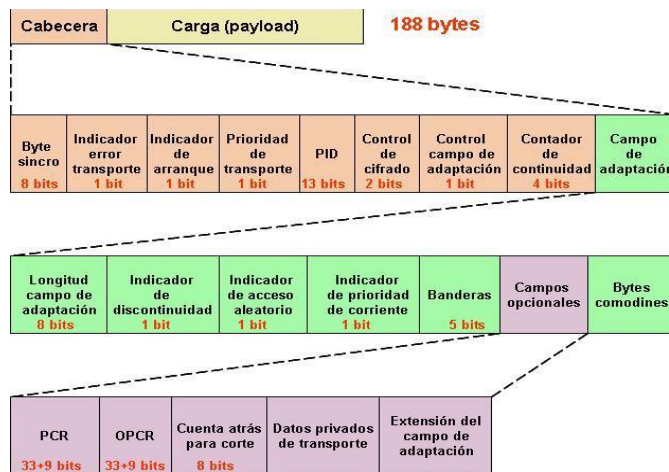 Cabecera
Carga (payload)
188 bytes
Byte
sincro
8 bits
Indicador
error
transporte
1 bit
Indicador
de
arranque
1 bit
Prioridad
de
transporte
1 bit
PID
13 bits
Control
de
cifrado
2 bits
Control
campo de
adaptación
1 bit
Contador
de
continuidad
4 bits
Campo
de
adaptación
Longitud
campo de
adaptación
8 bits
Indicador
de
discontinuidad
1 bit
Indicador
de acceso
aleatorio
1 bit
Indicador
de prioridad
de corriente
1 bit
Banderas
5 bits
Campos
opcionales
Bytes
comodines
PCR
33+9 bits
OPCR
33+9 bits
Cuenta atrás
para corte
8 bits
Datos privados
de transporte
Extensión del
campo de
adaptación